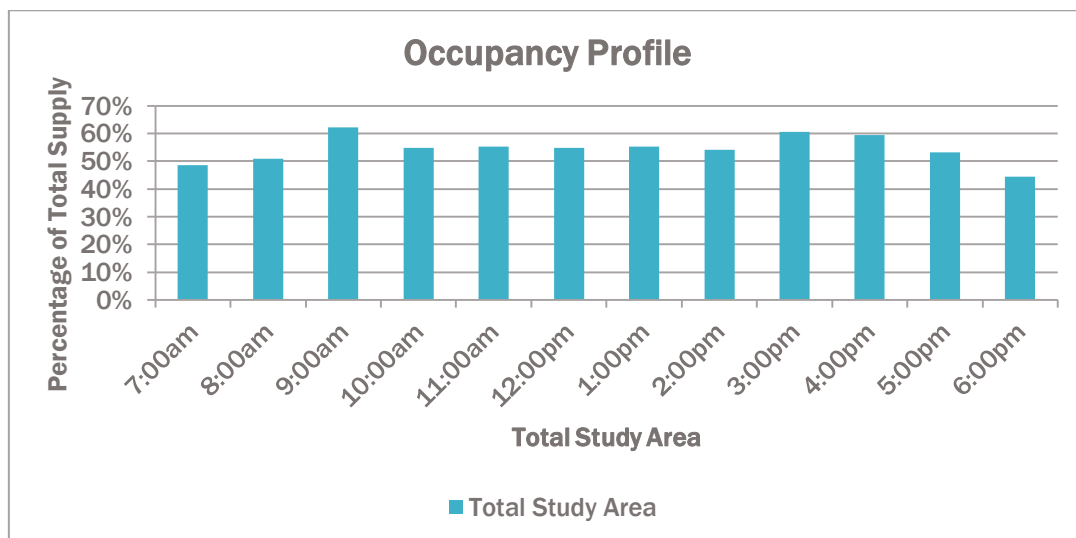 Occupancy Profile
Percentage of Total Supply
70%
60%
50%
40%
30%
20%
10%
0%
7:00am
8:00am
9:00am
10:00am
11:00am
12:00pm
1:00pm
2:00pm
3:00pm
4:00pm
5:00pm
6:00pm
Total Study Area
Total Study Area